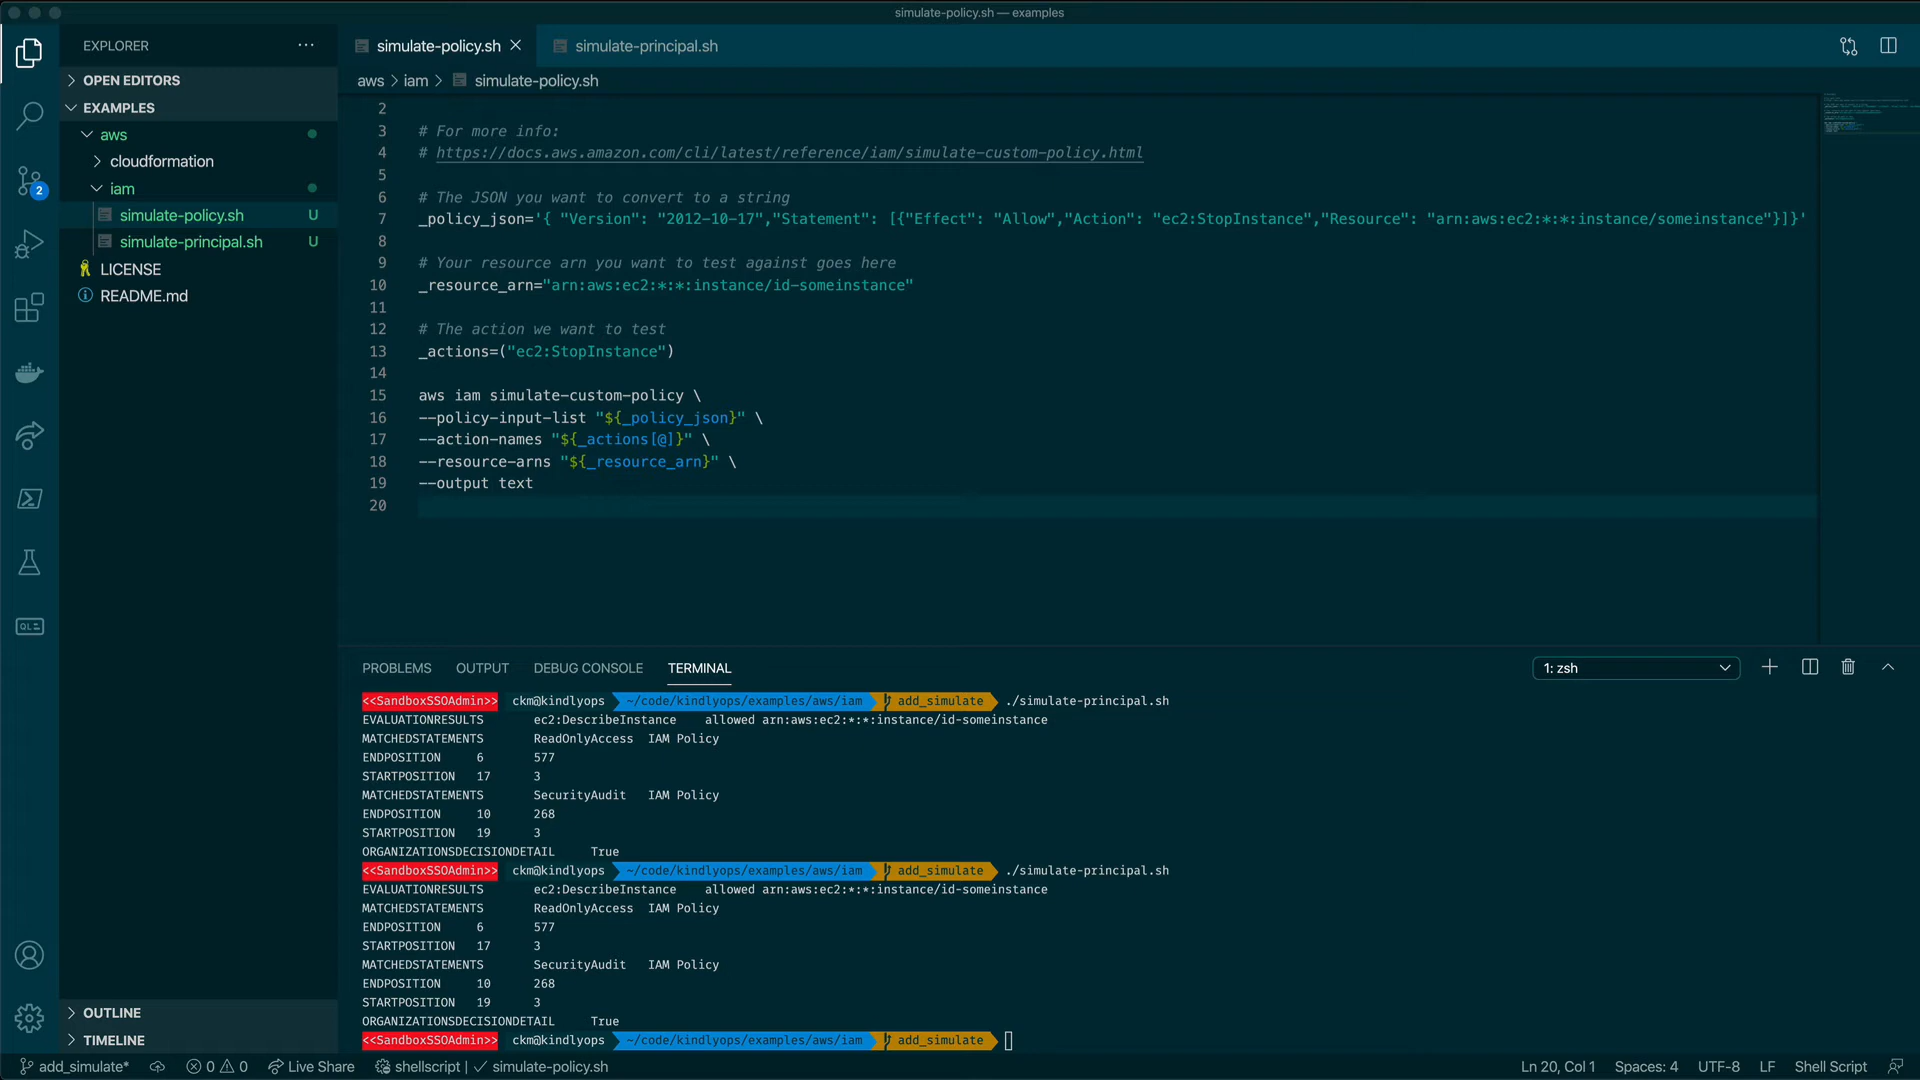 simulate-policy.sh — examples
EXPLORER
OPEN EDITORS
EXAMPLES
aws
cloudformation
iam
simulate-policy.sh U
simulate-principal.sh U
LICENSE
README.md
OUTLINE
TIMELINE
simulate-policy.sh simulate-principal.sh
aws > iam > simulate-policy.sh
2
3 # For more info:
4 # https://docs.aws.amazon.com/cli/latest/reference/iam/simulate-custom-policy.html
5
6 # The JSON you want to convert to a string
7 _policy_json='{ "Version": "2012-10-17","Statement": [{"Effect": "Allow","Action": "ec2:StopInstance","Resource": "arn:aws:ec2:*:*:instance/someinstance"}]}'
8
9 # Your resource arn you want to test against goes here
10 _resource_arn="arn:aws:ec2:*:*:instance/id-someinstance"
11
12 # The action we want to test
13 _actions=("ec2:StopInstance")
14
15 aws iam simulate-custom-policy \
16 --policy-input-list "${_policy_json}" \
17 --action-names "${_actions[@]}" \
18 --resource-arns "${_resource_arn}" \
19 --output text
20
PROBLEMS OUTPUT DEBUG CONSOLE TERMINAL 1: zsh
<<SandboxSSOAdmin>> ckm@kindlyops ~/code/kindlyops/examples/aws/iam add_simulate ./simulate-principal.sh
EVALUATIONRESULTS ec2:DescribeInstance allowed arn:aws:ec2:*:*:instance/id-someinstance
MATCHEDSTATEMENTS ReadOnlyAccess IAM Policy
ENDPOSITION 6 577
STARTPOSITION 17 3
MATCHEDSTATEMENTS SecurityAudit IAM Policy
ENDPOSITION 10 268
STARTPOSITION 19 3
ORGANIZATIONSDECISIONDETAIL True
<<SandboxSSOAdmin>> ckm@kindlyops ~/code/kindlyops/examples/aws/iam add_simulate ./simulate-principal.sh
EVALUATIONRESULTS ec2:DescribeInstance allowed arn:aws:ec2:*:*:instance/id-someinstance
MATCHEDSTATEMENTS ReadOnlyAccess IAM Policy
ENDPOSITION 6 577
STARTPOSITION 17 3
MATCHEDSTATEMENTS SecurityAudit IAM Policy
ENDPOSITION 10 268
STARTPOSITION 19 3
ORGANIZATIONSDECISIONDETAIL True
<<SandboxSSOAdmin>> ckm@kindlyops ~/code/kindlyops/examples/aws/iam add_simulate
2
QL
add_simulate* 0 0 Live Share shellscript | ✓ simulate-policy.sh Ln 20, Col 1 Spaces: 4 UTF-8 LF Shell Script